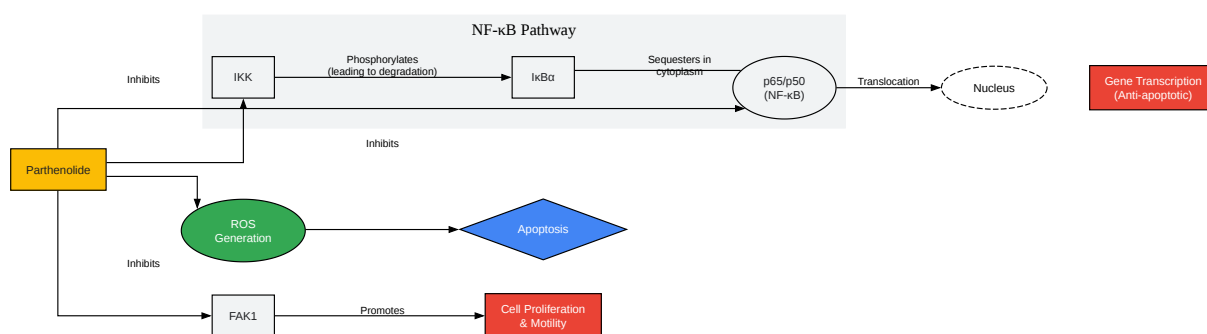 NF-κB Pathway
Phosphorylates
(leading to degradation)
Sequesters in
cytoplasm
Inhibits
IKK
IκBα
p65/p50
(NF-κB)
Translocation
Nucleus
Gene Transcription
(Anti-apoptotic)
Inhibits
Parthenolide
ROS
Generation
Apoptosis
Inhibits
FAK1
Promotes
Cell Proliferation
& Motility